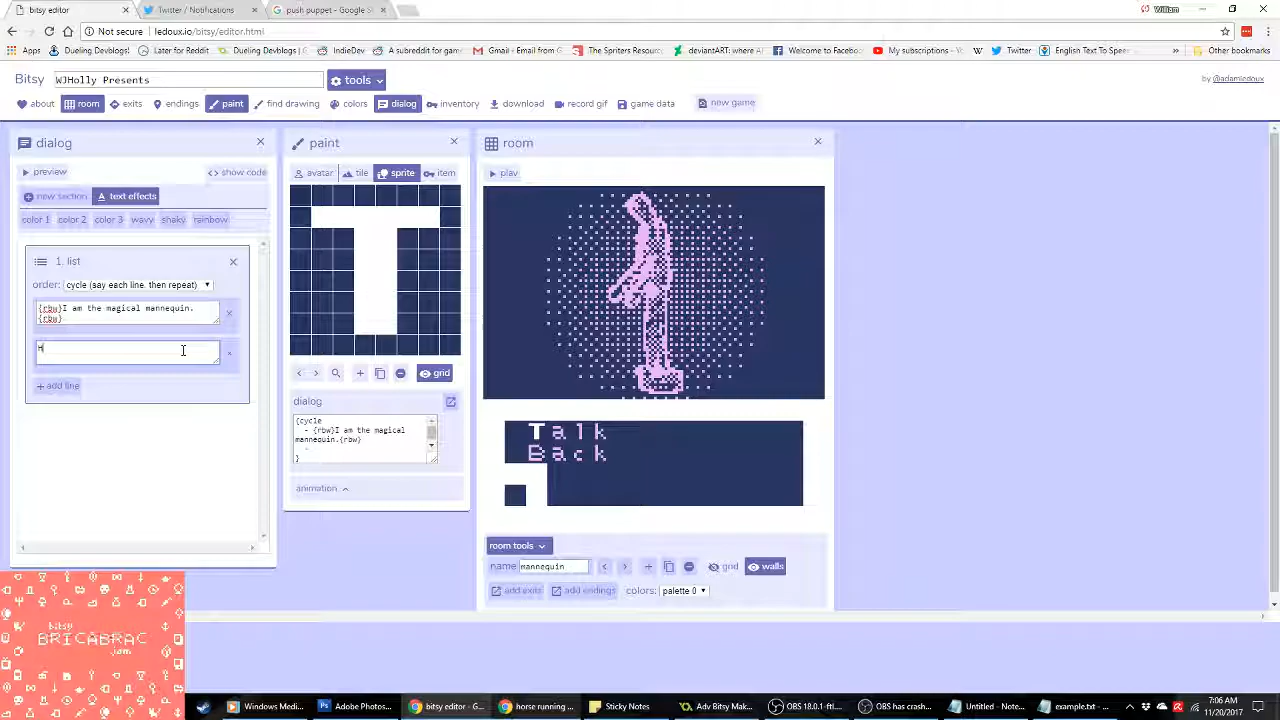 bitsy editor
Twitter / Notifications
push puppet - Google S
William
Not secure | ledoux.io/bitsy/editor.html
Apps
Dueling Devblogs |
Later on Reddit
Dueling Devblogs |
IndieDev
A subreddit for gam
Gmail - Email from G
The Spriters Resource
deviantART: where A
Welcome to Facebook
My subscriptions - Y
Twitter
English Text To Speec
Other bookmarks
Bitsy
WJHolly Presents
tools
by @adamledoux
about
room
exits
endings
paint
find drawing
colors
dialog
inventory
download
record gif
game data
new game
dialog
paint
room
preview
show code
avatar
tile
sprite
item
play
new section
text effects
color 1
color 2
color 3
wavy
shaky
rainbow
1. list
cycle (say each line then repeat)
{rbw}I am the magical mannequin.
{rbw}
+ add line
grid
dialog
{cycle
- {rbw}I am the magical
mannequin.{rbw}
}
animation
Talk
Back
room tools
name
mannequin
grid
walls
add exits
add endings
colors:
palette 0
bitsy
BRICABRAC
jam
Windows Medi...
Adobe Photos...
bitsy editor - G...
horse running ...
Sticky Notes
Adv Bitsy Mak...
OBS 18.0.1-ftl...
OBS has crash...
Untitled - Note...
example.txt - ...
7:06 AM
11/20/2017